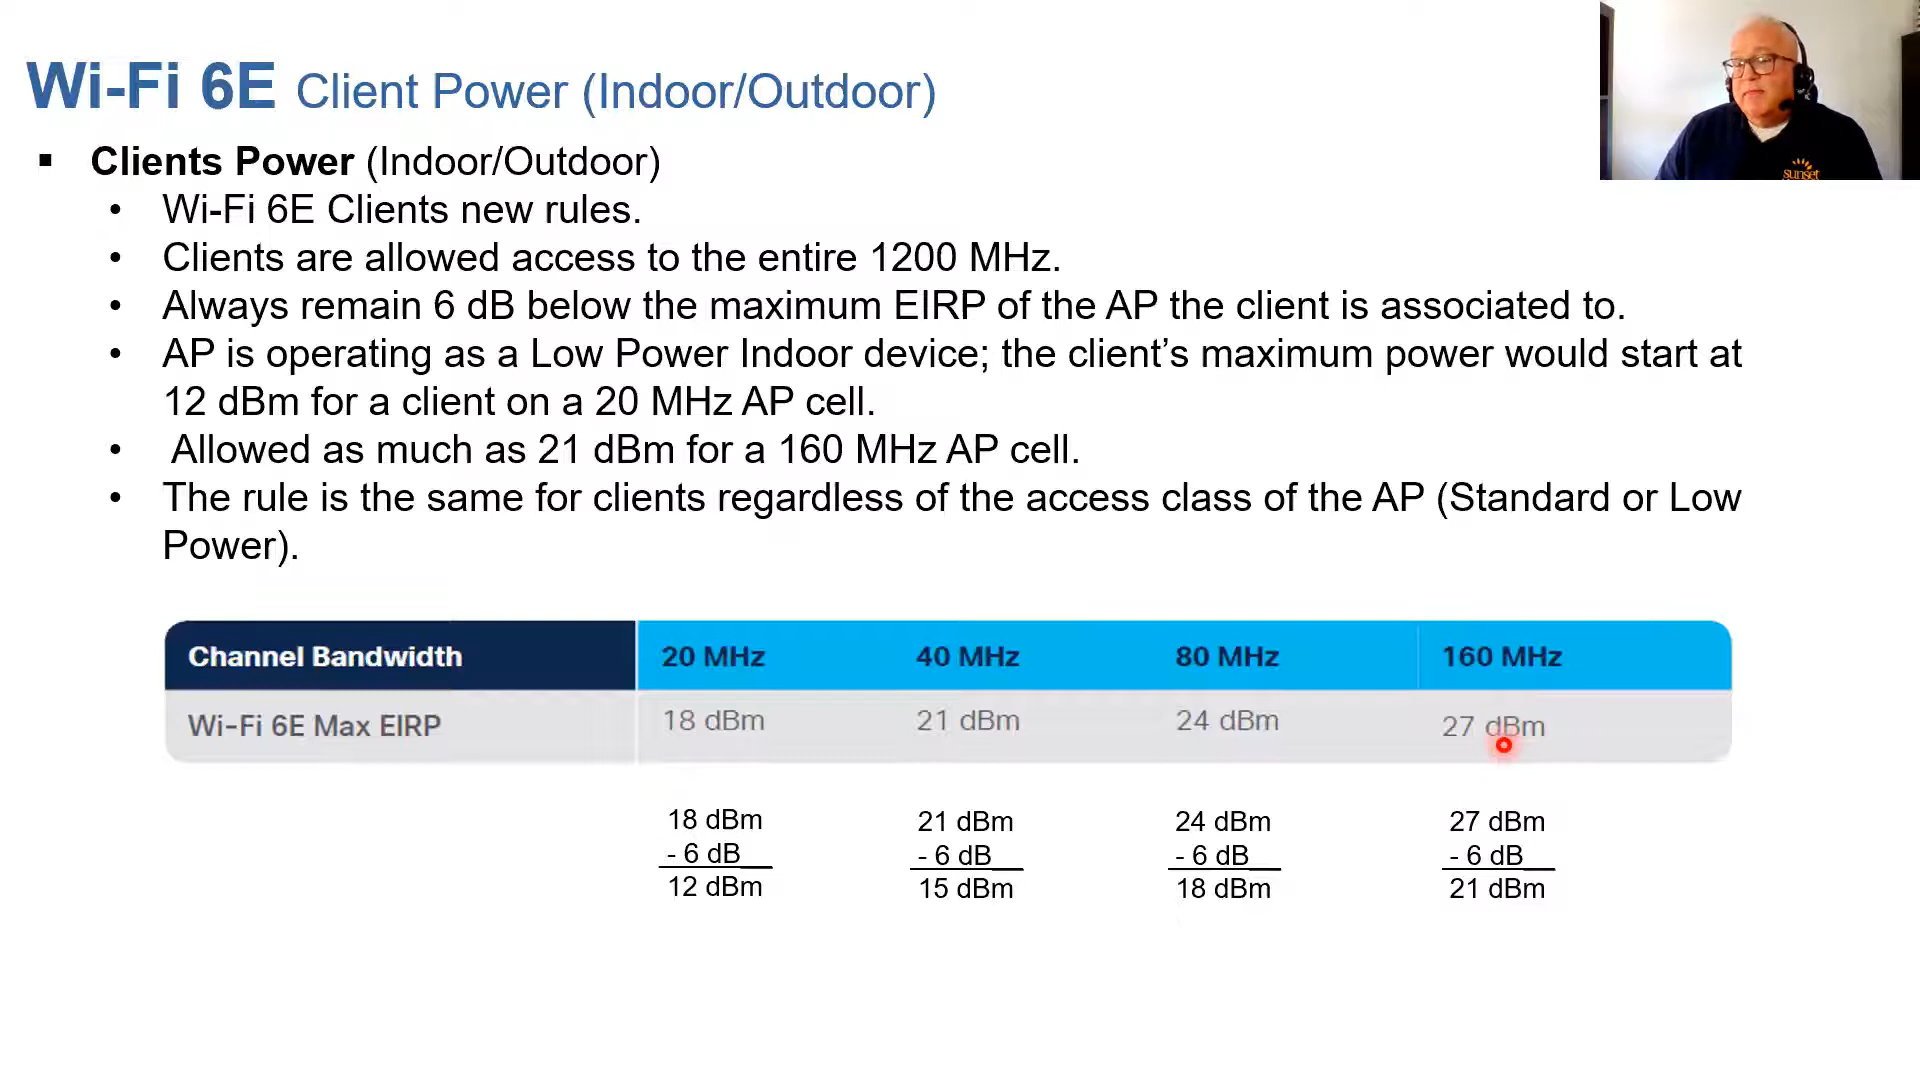 Wi-Fi 6E Client Power (Indoor/Outdoor)
sunset
▪ Clients Power (Indoor/Outdoor)
• Wi-Fi 6E Clients new rules.
• Clients are allowed access to the entire 1200 MHz.
• Always remain 6 dB below the maximum EIRP of the AP the client is associated to.
• AP is operating as a Low Power Indoor device; the client’s maximum power would start at
12 dBm for a client on a 20 MHz AP cell.
• Allowed as much as 21 dBm for a 160 MHz AP cell.
• The rule is the same for clients regardless of the access class of the AP (Standard or Low
Power).
Channel Bandwidth 20 MHz 40 MHz 80 MHz 160 MHz
Wi-Fi 6E Max EIRP 18 dBm 21 dBm 24 dBm 27 dBm
18 dBm 21 dBm 24 dBm 27 dBm
- 6 dB - 6 dB - 6 dB - 6 dB
12 dBm 15 dBm 18 dBm 21 dBm